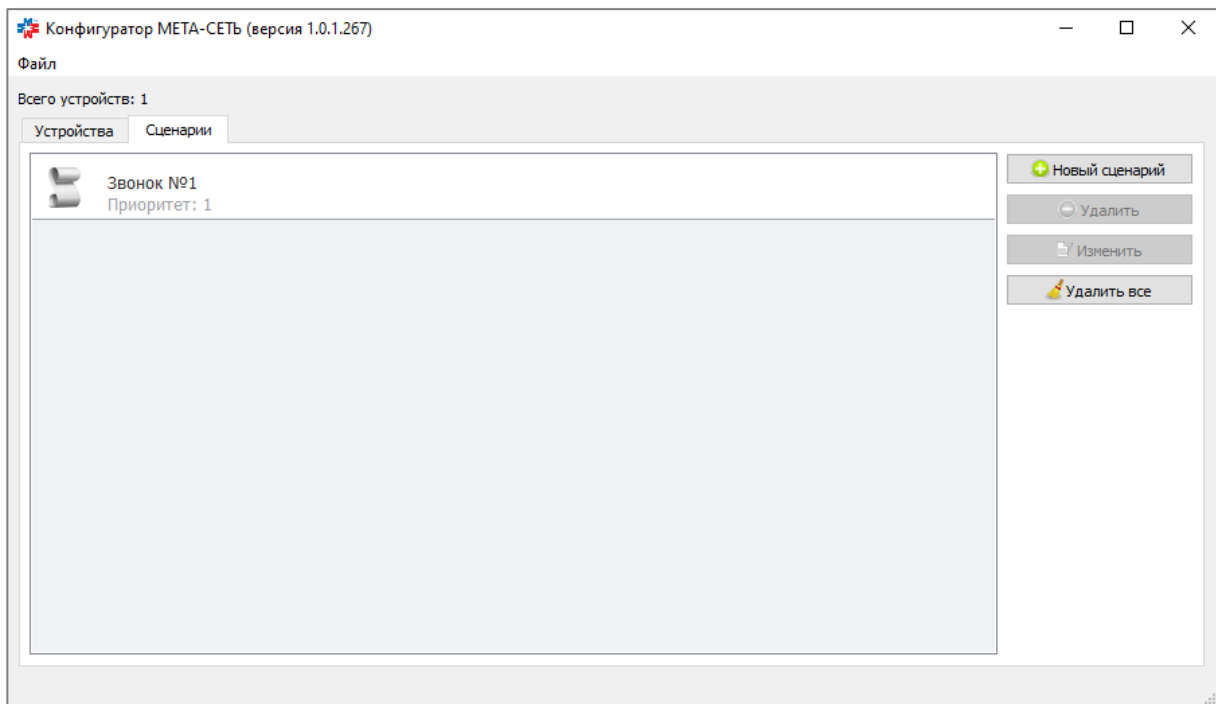 Конфигуратор МЕТА-СЕТЬ (версия 1.0.1.267)
Файл
Всего устройств: 1
Устройства
Сценарии
Звонок №1
Приоритет: 1
Новый сценарий
Удалить
Изменить
Удалить все